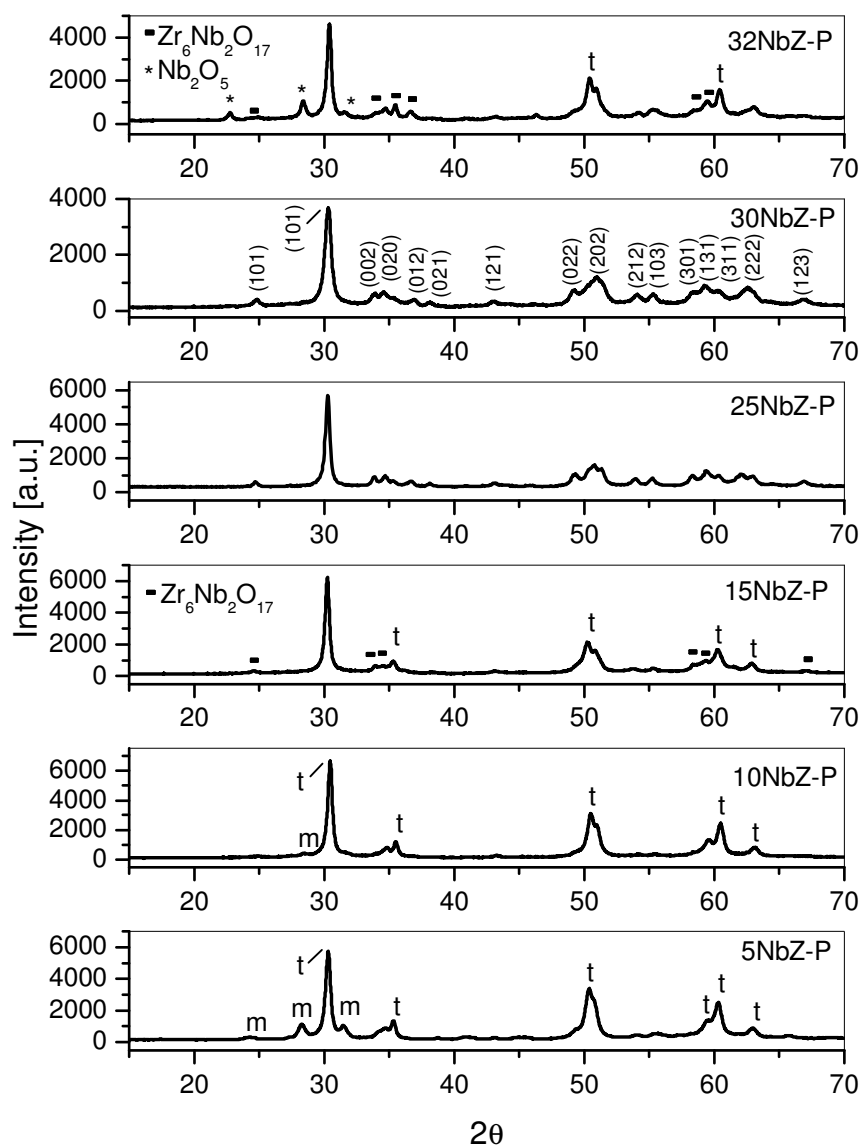 Intensity [a.u.]
4000
2000
0
▬Zr₆Nb₂O₁₇
*Nb₂O₅
32NbZ-P
* * *
t t
20 30 40 50 60 70
4000
2000
0
30NbZ-P
(101) (101) (002) (020) (012) (021) (121) (022) (202) (212) (103) (301) (131) (311) (222) (123)
20 30 40 50 60 70
6000
4000
2000
0
25NbZ-P
20 30 40 50 60 70
6000
4000
2000
0
▬Zr₆Nb₂O₁₇
15NbZ-P
t t t t
20 30 40 50 60 70
6000
4000
2000
0
10NbZ-P
m t t t t t
20 30 40 50 60 70
6000
4000
2000
0
5NbZ-P
m m t m t t t t t
20 30 40 50 60 70
2θ